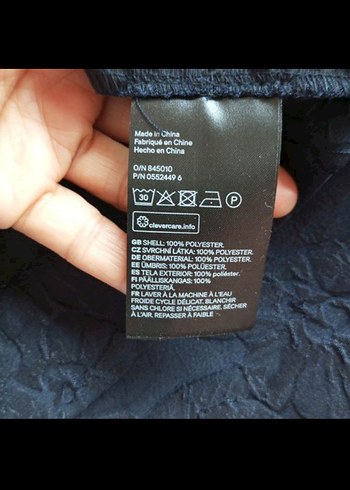 Made in China
Fabriqué en Chine
Hecho en China
O/N 845010
P/N 0552449 6
30
P
clevercare.info
GB SHELL: 100% POLYESTER.
CZ SVRCHNÍ LÁTKA: 100% POLYESTER.
DE OBERMATERIAL: 100% POLYESTER.
EE ÜMBRIS: 100% POLÜESTER.
ES TELA EXTERIOR: 100% poliéster.
FI PÄÄLLISKANGAS: 100%
POLYESTERIÄ.
FR LAVER À LA MACHINE À L'EAU
FROIDE CYCLE DÉLICAT. BLANCHIR
SANS CHLORE SI NÉCESSAIRE. SÉCHER
À L'AIR. REPASSER À FAIBLE